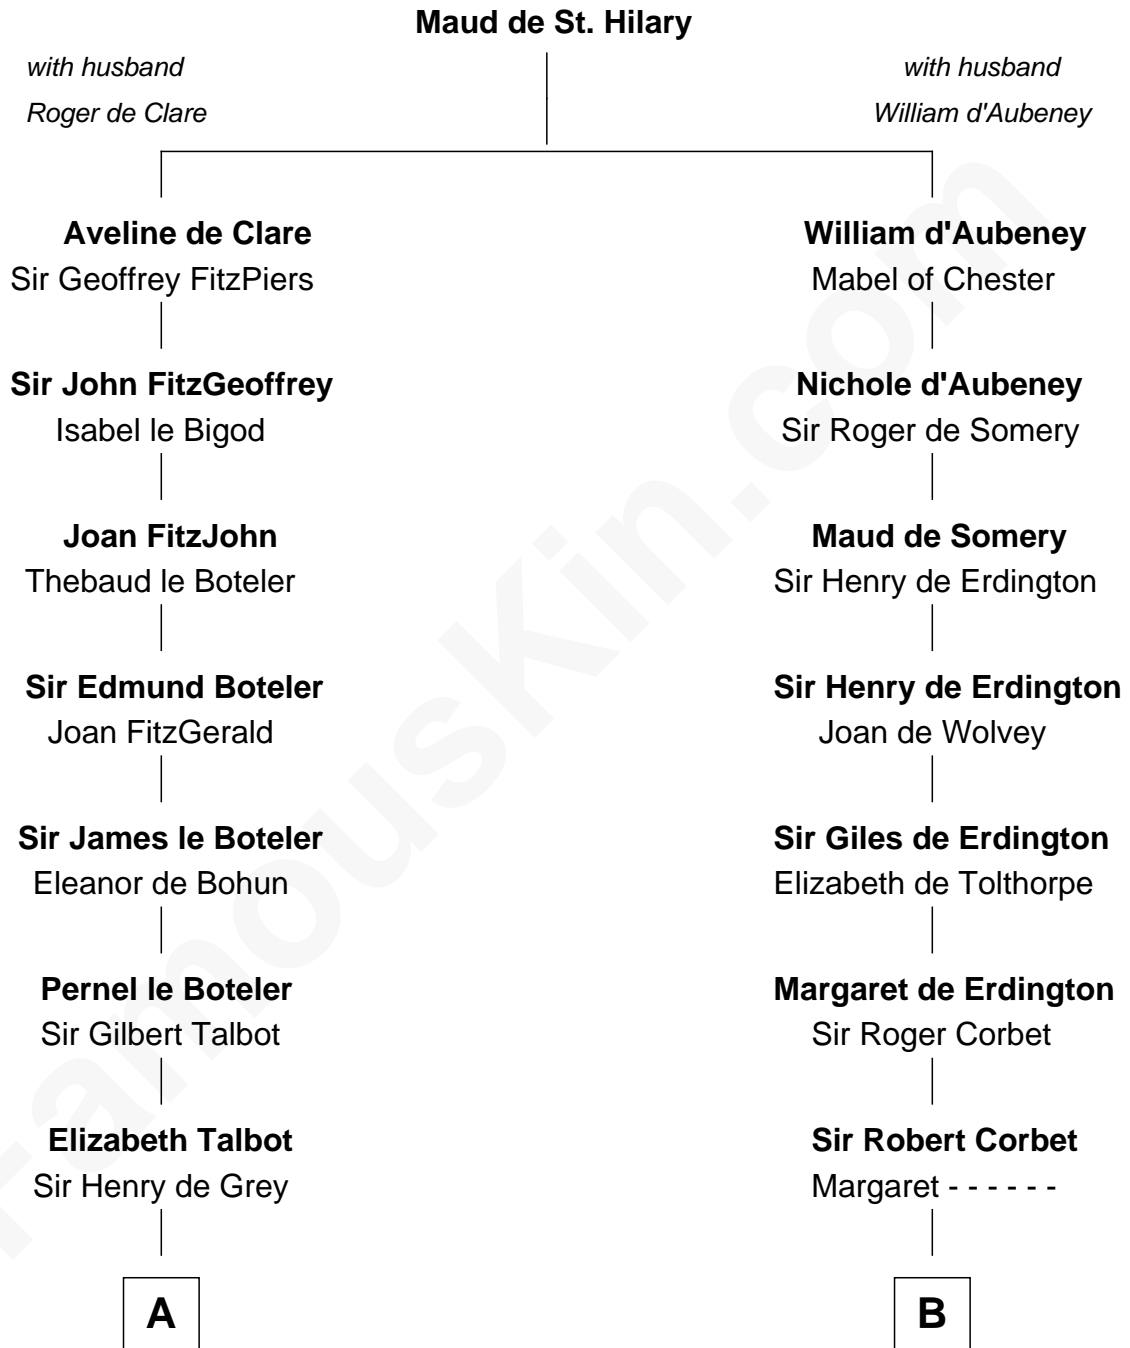 Maud de St. Hilary
with husband
Roger de Clare
with husband
William d'Aubeney
Aveline de Clare
Sir Geoffrey FitzPiers
William d'Aubeney
Mabel of Chester
Sir John FitzGeoffrey
Isabel le Bigod
Nichole d'Aubeney
Sir Roger de Somery
Joan FitzJohn
Thebaud le Boteler
Maud de Somery
Sir Henry de Erdington
Sir Edmund Boteler
Joan FitzGerald
Sir Henry de Erdington
Joan de Wolvey
Sir James le Boteler
Eleanor de Bohun
Sir Giles de Erdington
Elizabeth de Tolthorpe
Pernel le Boteler
Sir Gilbert Talbot
Margaret de Erdington
Sir Roger Corbet
Elizabeth Talbot
Sir Henry de Grey
Sir Robert Corbet
Margaret - - - - - -
A
B
FamousKin.com